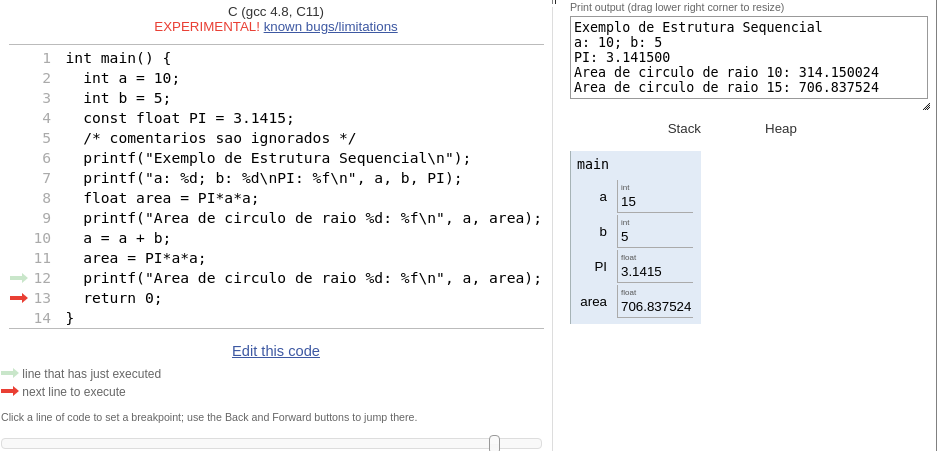 C (gcc 4.8, C11)
EXPERIMENTAL! known bugs/limitations
1 int main() {
2 int a = 10;
3 int b = 5;
4 const float PI = 3.1415;
5 /* comentarios sao ignorados */
6 printf("Exemplo de Estrutura Sequencial\n");
7 printf("a: %d; b: %d\nPI: %f\n", a, b, PI);
8 float area = PI*a*a;
9 printf("Area de circulo de raio %d: %f\n", a, area);
10 a = a + b;
11 area = PI*a*a;
12 printf("Area de circulo de raio %d: %f\n", a, area);
13 return 0;
14 }
Edit this code
line that has just executed
next line to execute
Click a line of code to set a breakpoint; use the Back and Forward buttons to jump there.
Print output (drag lower right corner to resize)
Exemplo de Estrutura Sequencial
a: 10; b: 5
PI: 3.141500
Area de circulo de raio 10: 314.150024
Area de circulo de raio 15: 706.837524
Stack Heap
main
int
a 15
int
b 5
float
PI 3.1415
float
area 706.837524